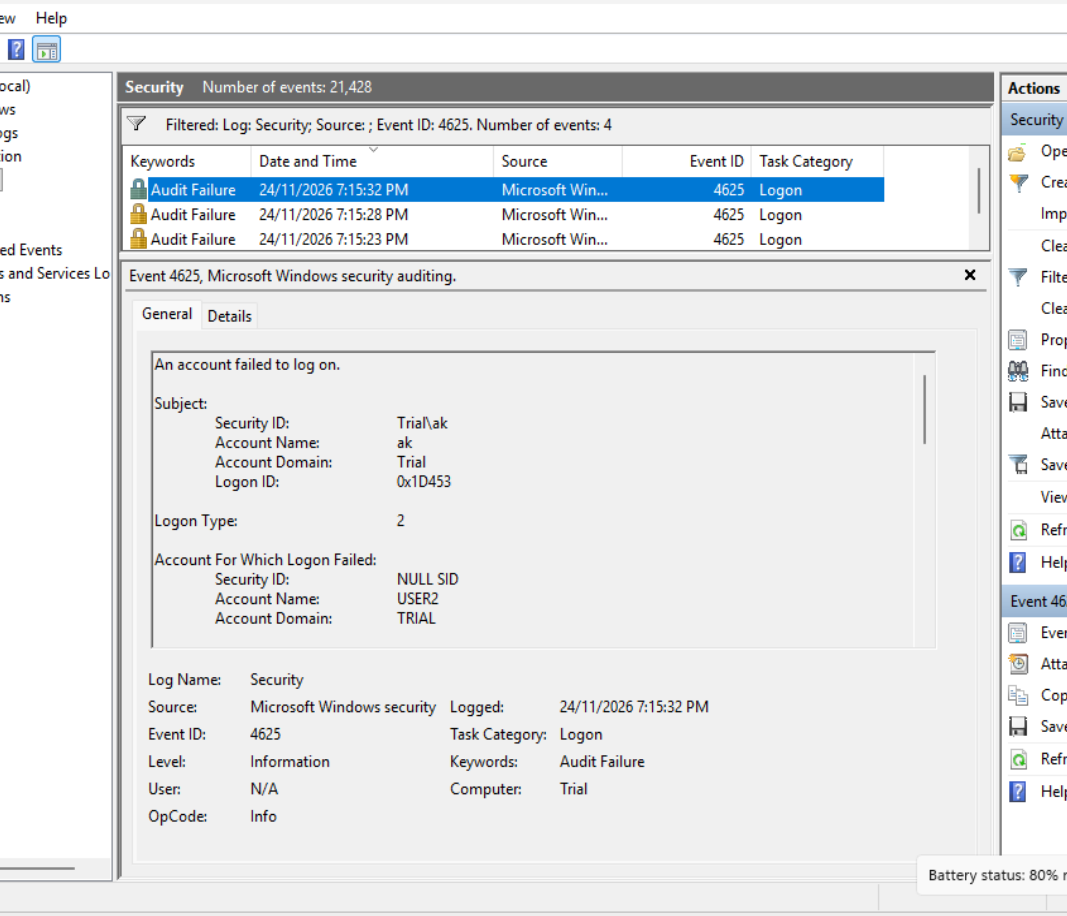 ew Help
ocal)
ws
ogs
ion
ed Events
s and Services Lo
ns
Security Number of events: 21,428
Filtered: Log: Security; Source: ; Event ID: 4625. Number of events: 4
Keywords Date and Time Source Event ID Task Category
Audit Failure 24/11/2026 7:15:32 PM Microsoft Win... 4625 Logon
Audit Failure 24/11/2026 7:15:28 PM Microsoft Win... 4625 Logon
Audit Failure 24/11/2026 7:15:23 PM Microsoft Win... 4625 Logon
Event 4625, Microsoft Windows security auditing.
General Details
An account failed to log on.
Subject:
Security ID: Trial\ak
Account Name: ak
Account Domain: Trial
Logon ID: 0x1D453
Logon Type: 2
Account For Which Logon Failed:
Security ID: NULL SID
Account Name: USER2
Account Domain: TRIAL
Log Name: Security
Source: Microsoft Windows security Logged: 24/11/2026 7:15:32 PM
Event ID: 4625 Task Category: Logon
Level: Information Keywords: Audit Failure
User: N/A Computer: Trial
OpCode: Info
Actions
Security
Ope
Crea
Imp
Clea
Filte
Clea
Prop
Find
Save
Atta
Save
View
Refr
Help
Event 462
Even
Atta
Cop
Save
Refr
Help
Battery status: 80% r